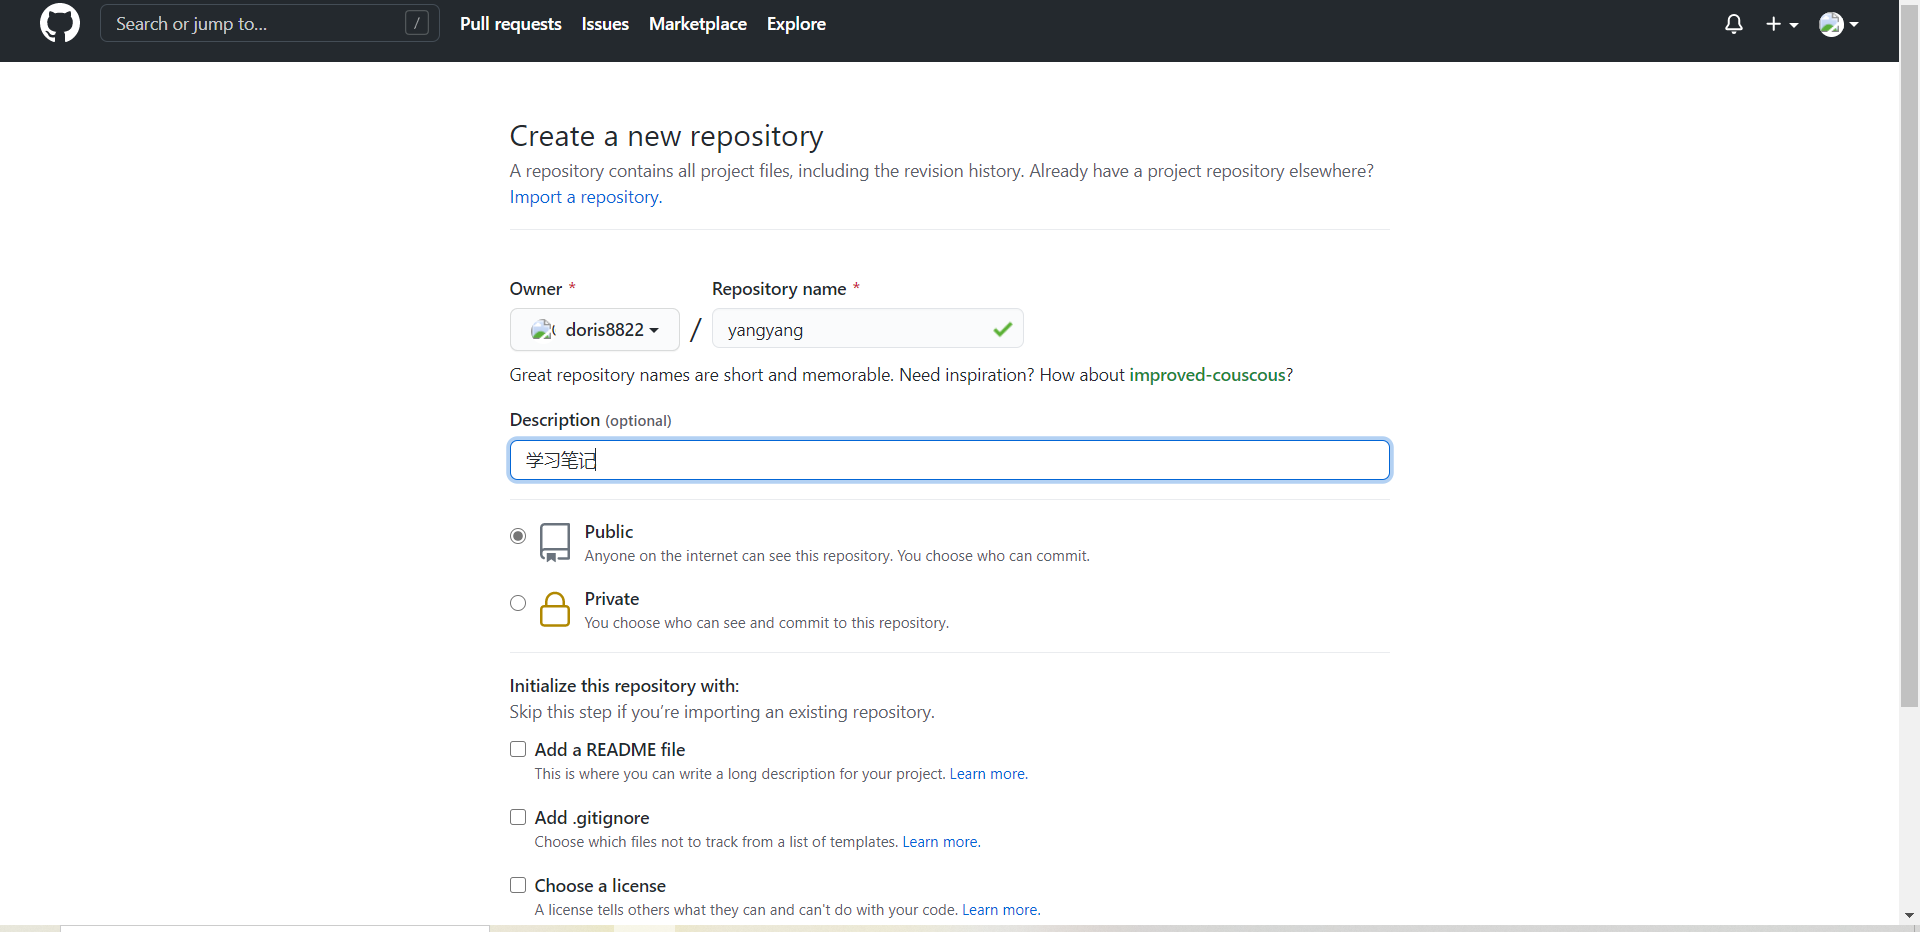 Search or jump to... /
Pull requests Issues Marketplace Explore
Create a new repository
A repository contains all project files, including the revision history. Already have a project repository elsewhere?
Import a repository.
Owner *
Repository name *
doris8822 / yangyang
Great repository names are short and memorable. Need inspiration? How about improved-couscous?
Description (optional)
学习笔记
Public
Anyone on the internet can see this repository. You choose who can commit.
Private
You choose who can see and commit to this repository.
Initialize this repository with:
Skip this step if you’re importing an existing repository.
Add a README file
This is where you can write a long description for your project. Learn more.
Add .gitignore
Choose which files not to track from a list of templates. Learn more.
Choose a license
A license tells others what they can and can't do with your code. Learn more.